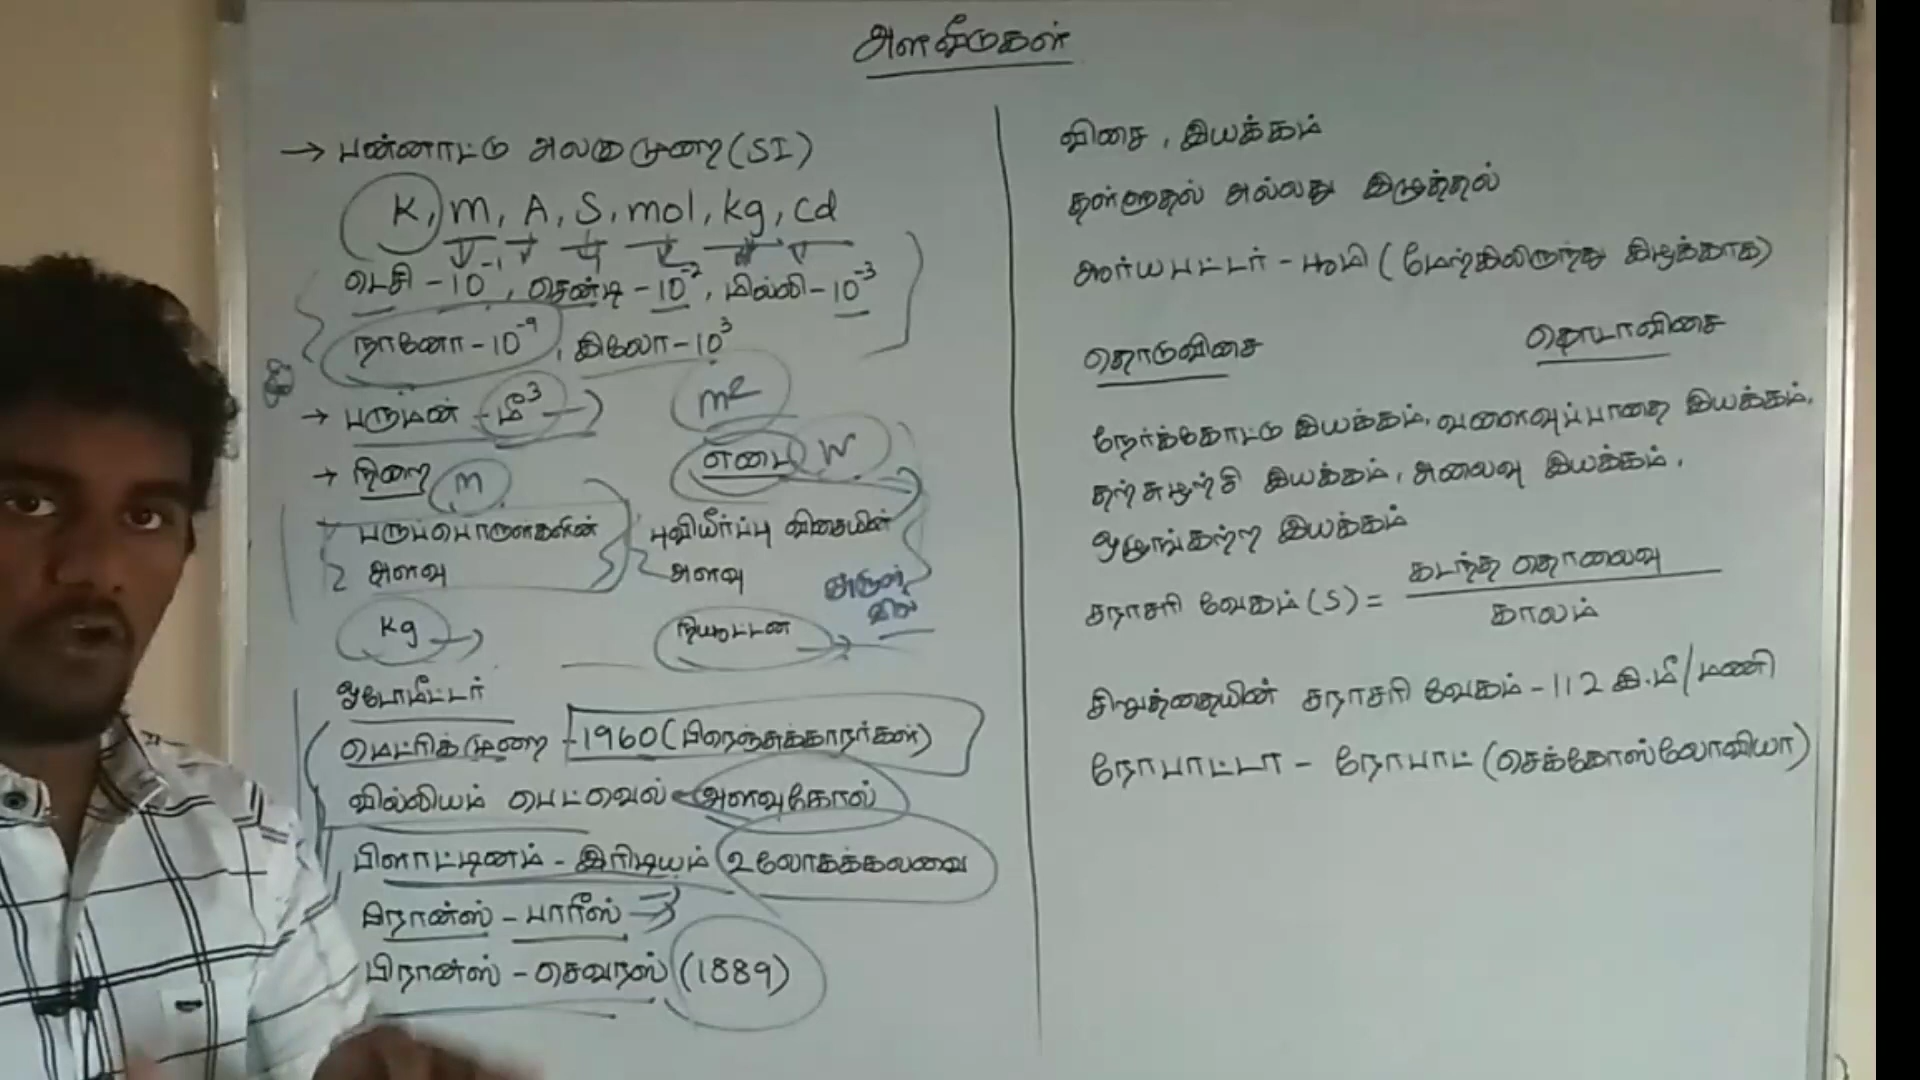 அளவீடுகள்
→ பன்னாட்டு அலகுமுறை (SI)
K, m, A, S, mol, kg, cd
டெசி - 10⁻¹, சென்டி - 10⁻², மில்லி - 10⁻³
நானோ - 10⁻⁹, கிலோ - 10³
→ பருமன் - மீ³ m²
→ நிறை m எடை W
பருப்பொருள்களின் அளவு
புவியீர்ப்பு விசையின் அளவு
kg நியூட்டன்
ஓடோமீட்டர்
மெட்ரிக்முறை - 1960 (பிரெஞ்சுக்காரர்கள்)
வில்லியம் பெட்வெல் - அளவுகோல்
பிளாட்டினம் - இரிடியம் உலோகக்கலவை
பிரான்ஸ் - பாரீஸ்
பிரான்ஸ் - செவரஸ் (1889)
விசை, இயக்கம்
தள்ளுதல் அல்லது இழுத்தல்
ஆர்யபட்டர் - பூமி (மேற்கிலிருந்து கிழக்காக)
தொடுவிசை தொடாவிசை
நேர்க்கோட்டு இயக்கம், வளைவுப்பாதை இயக்கம்,
தற்சுழற்சி இயக்கம், அலைவு இயக்கம்,
ஒழுங்கற்ற இயக்கம்
சராசரி வேகம் (S) = கடந்த தொலைவு
காலம்
சிறுத்தையின் சராசரி வேகம் - 112 கி.மீ/மணி
ரோபாட்டா - ரோபாட் (செக்கோஸ்லோவியா)